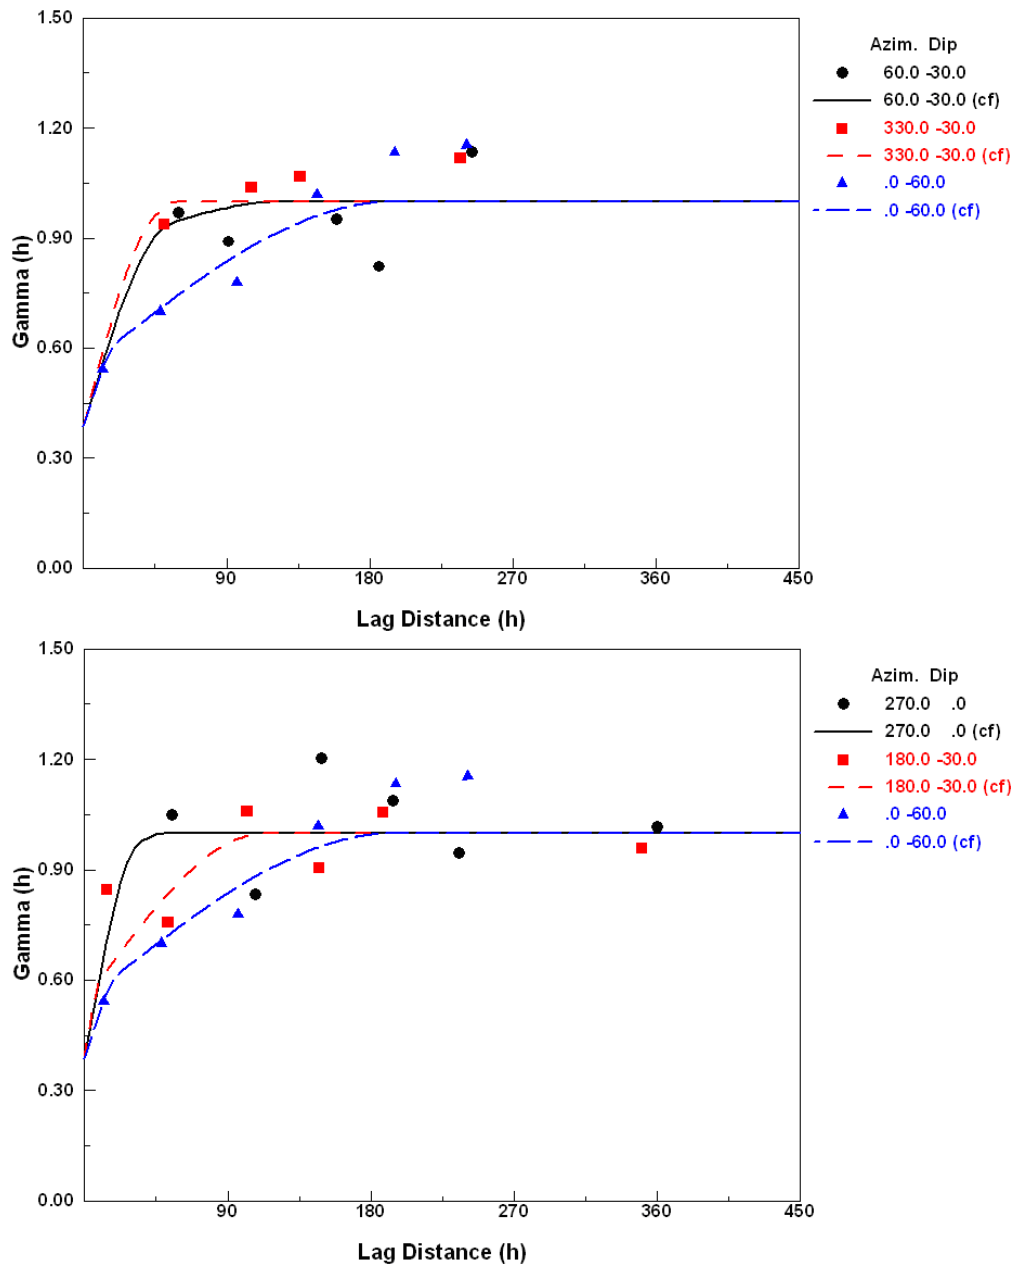 1.50
1.20
0.90
0.60
0.30
0.00
Gamma (h)
90 180 270 360 450
Lag Distance (h)
Azim. Dip
60.0 -30.0
60.0 -30.0 (cf)
330.0 -30.0
330.0 -30.0 (cf)
.0 -60.0
.0 -60.0 (cf)
1.50
1.20
0.90
0.60
0.30
0.00
Gamma (h)
90 180 270 360 450
Lag Distance (h)
Azim. Dip
270.0 .0
270.0 .0 (cf)
180.0 -30.0
180.0 -30.0 (cf)
.0 -60.0
.0 -60.0 (cf)